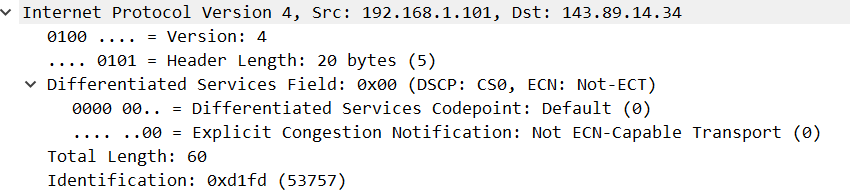 Internet Protocol Version 4, Src: 192.168.1.101, Dst: 143.89.14.34
0100 .... = Version: 4
.... 0101 = Header Length: 20 bytes (5)
Differentiated Services Field: 0x00 (DSCP: CS0, ECN: Not-ECT)
0000 00.. = Differentiated Services Codepoint: Default (0)
.... ..00 = Explicit Congestion Notification: Not ECN-Capable Transport (0)
Total Length: 60
Identification: 0xd1fd (53757)